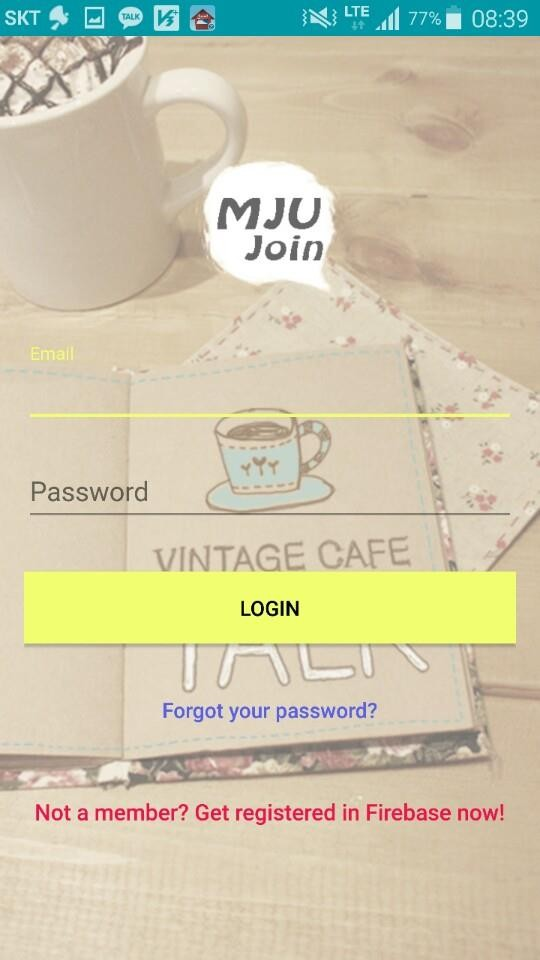 SKT TALK V3+ LTE 77% 08:39
MJU
Join
Email
Password
VINTAGE CAFE
LOGIN
TALK
Forgot your password?
Not a member? Get registered in Firebase now!